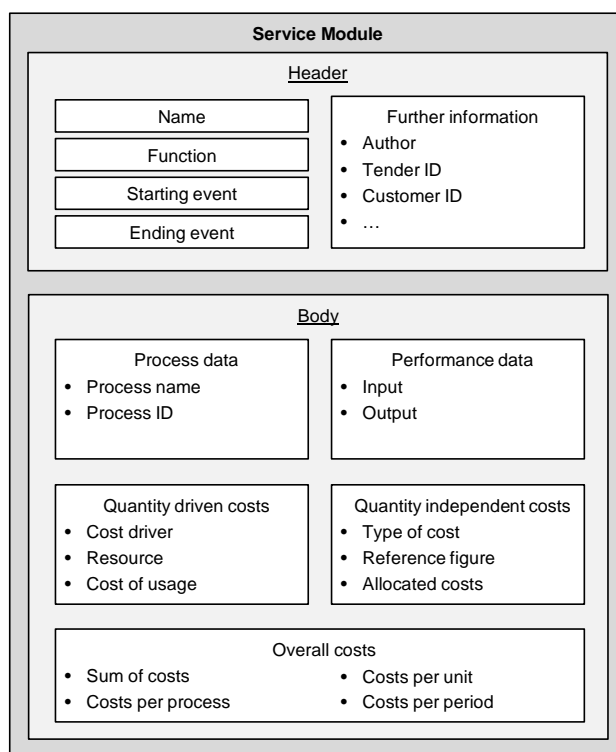 Service Module
Header
Name
Function
Starting event
Ending event
Further information
• Author
• Tender ID
• Customer ID
• …
Body
Process data
• Process name
• Process ID
Performance data
• Input
• Output
Quantity driven costs
• Cost driver
• Resource
• Cost of usage
Quantity independent costs
• Type of cost
• Reference figure
• Allocated costs
Overall costs
• Sum of costs
• Costs per process
• Costs per unit
• Costs per period